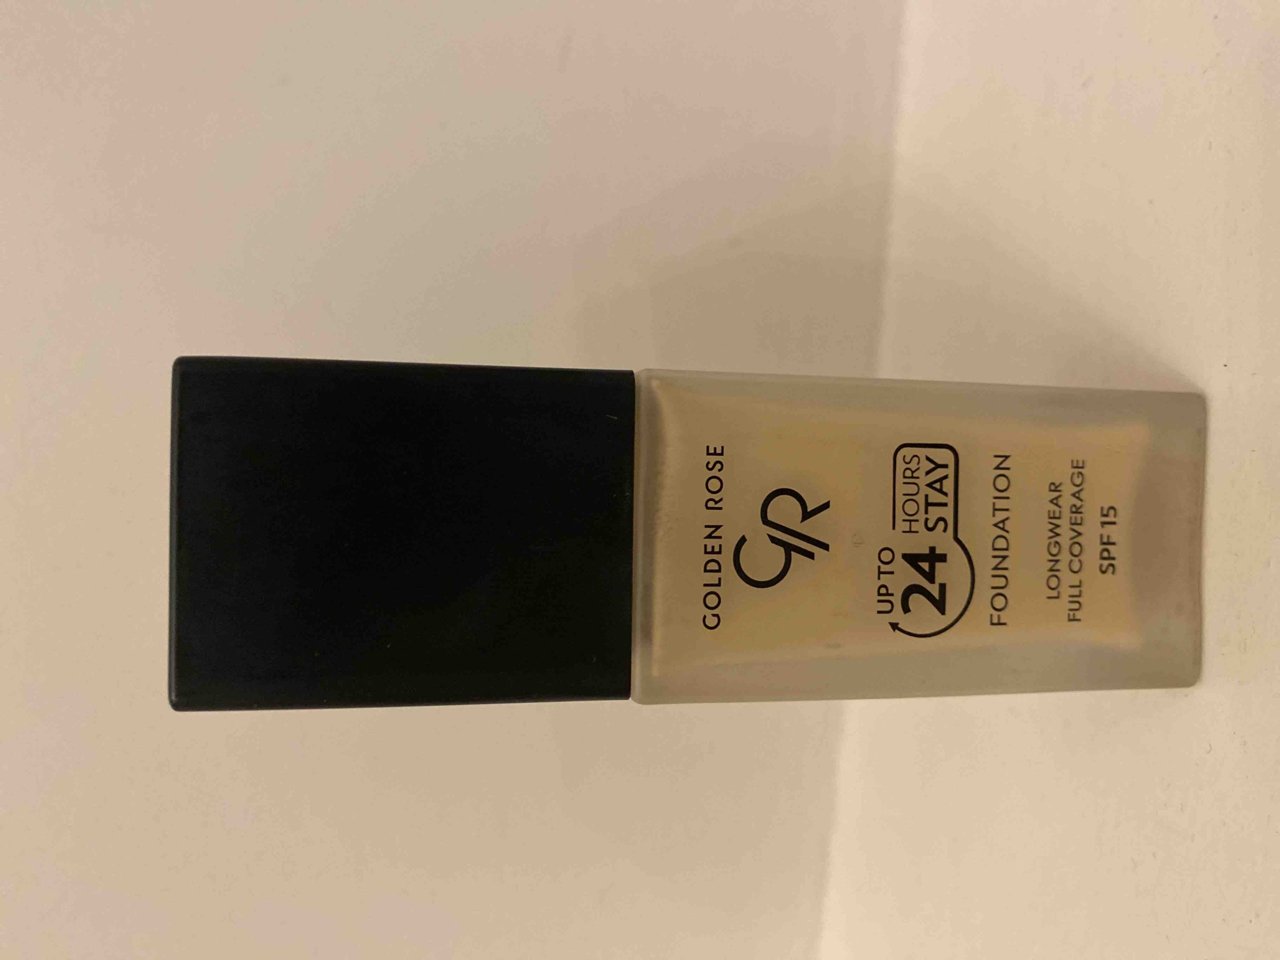 GOLDEN ROSE
GR
UP TO
24 HOURS
STAY
FOUNDATION
LONGWEAR
FULL COVERAGE
SPF 15